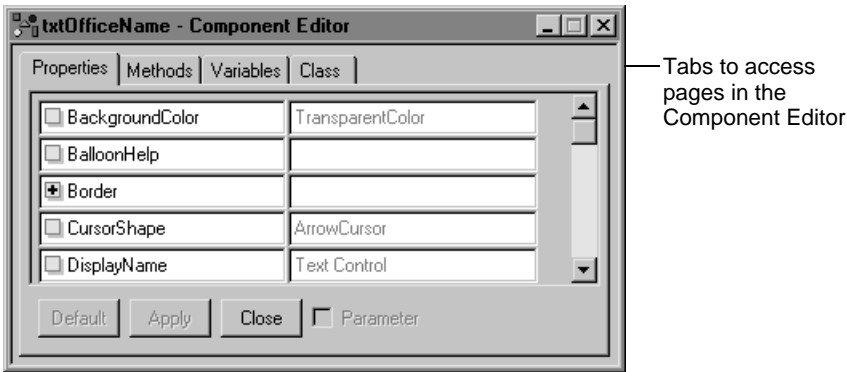 txtOfficeName - Component Editor
Properties Methods Variables Class
BackgroundColor TransparentColor
BalloonHelp
Border
CursorShape ArrowCursor
DisplayName Text Control
Default Apply Close Parameter
Tabs to access
pages in the
Component Editor